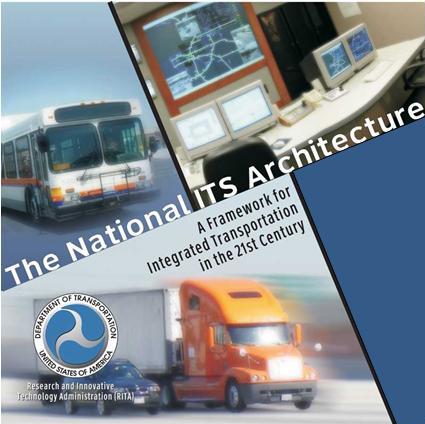 The National ITS Architecture
A Framework for
Integrated Transportation
in the 21st Century
DEPARTMENT OF TRANSPORTATION
UNITED STATES OF AMERICA
Research and Innovative
Technology Administration (RITA)